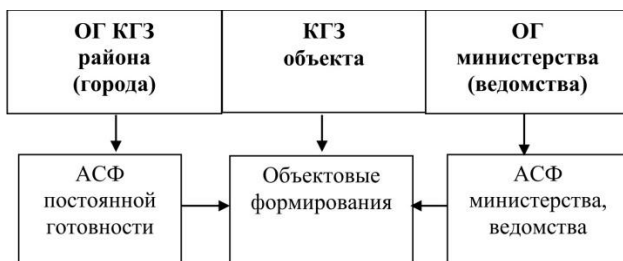 ОГ КГЗ
района
(города)
КГЗ
объекта
ОГ
министерства
(ведомства)
АСФ
постоянной
готовности
Объектовые
формирования
АСФ
министерства,
ведомства